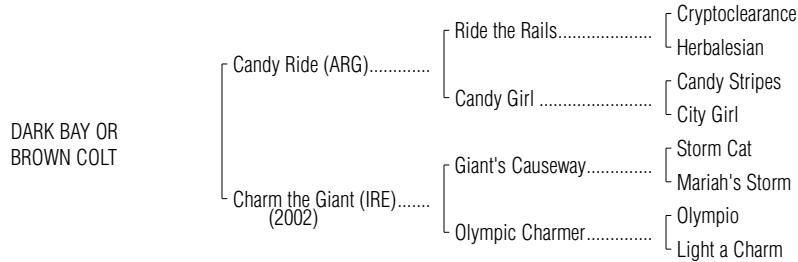 Cryptoclearance
Ride the Rails....................
Herbalesian
Candy Ride (ARG).............
Candy Stripes
Candy Girl ........................
City Girl
DARK BAY OR
BROWN COLT
Storm Cat
Giant's Causeway..............
Mariah's Storm
Charm the Giant (IRE).......
(2002)
Olympio
Olympic Charmer..............
Light a Charm